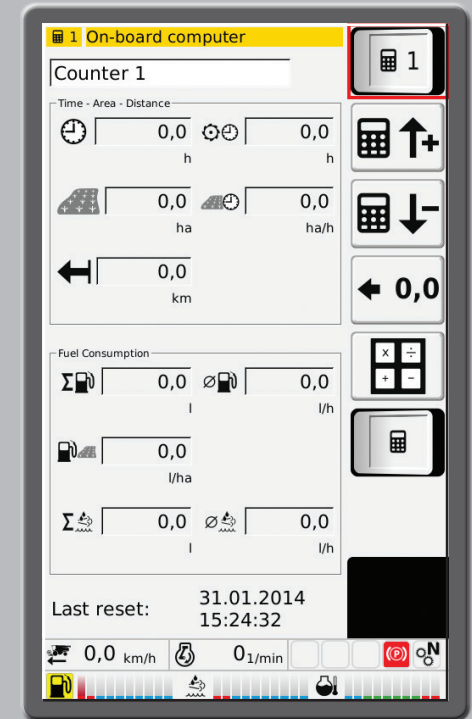 1 On-board computer
1
Counter 1
Time - Area - Distance
0,0 0,0
h h
+
0,0 0,0
ha ha/h
-
0,0
km
0,0
Fuel Consumption
x ÷
+ -
Σ 0,0 ⌀ 0,0
l l/h
0,0
l/ha
Σ 0,0 ⌀ 0,0
l l/h
Last reset: 31.01.2014
15:24:32
0,0 km/h 0 1/min (P) N